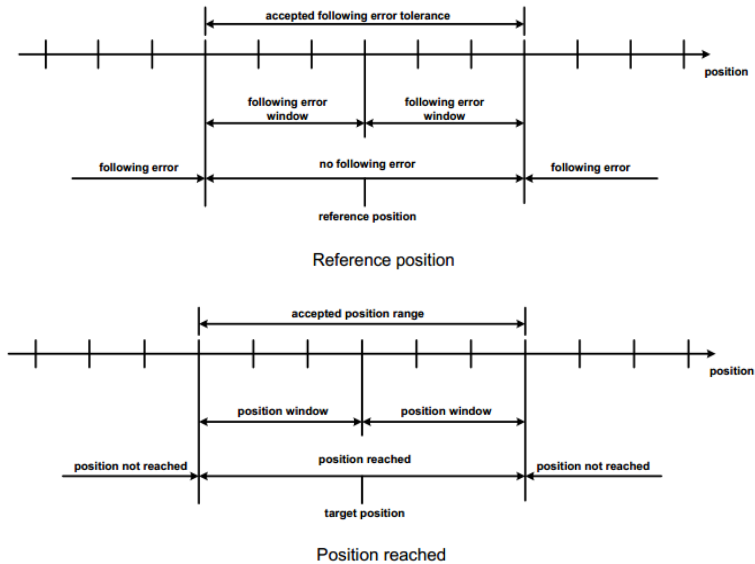 accepted following error tolerance
position
following error
window
following error
window
following error
no following error
following error
reference position
Reference position
accepted position range
position
position window
position window
position not reached
position reached
position not reached
target position
Position reached